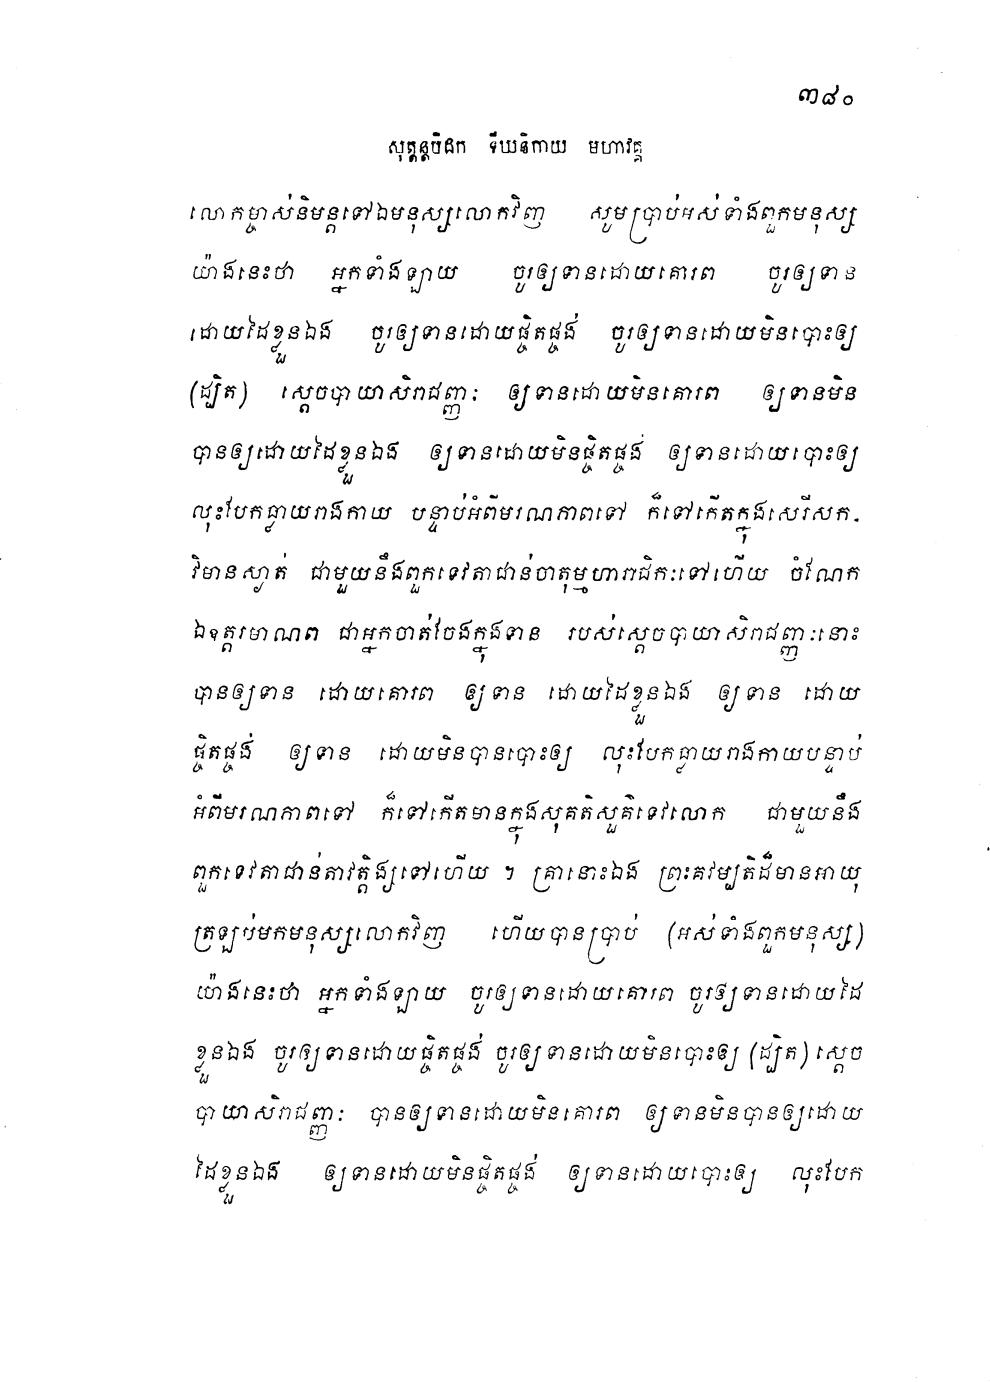 ៣៨០
សុត្តន្តបិដក ទីឃនិកាយ មហាវគ្គ
លោកម្ចាស់និមន្តទៅឯមនុស្សលោកវិញ សូមប្រាប់អស់ទាំងពួកមនុស្ស
យ៉ាងនេះថា អ្នកទាំងឡាយ ចូរឲ្យទានដោយគោរព ចូរឲ្យទាន
ដោយដៃខ្លួនឯង ចូរឲ្យទានដោយផ្ចិតផ្ចង់ ចូរឲ្យទានដោយមិនបោះឲ្យ
(ដ្បិត) ស្តេចបាយាសិរាជញ្ញៈ ឲ្យទានដោយមិនគោរព ឲ្យទានមិន
បានឲ្យដោយដៃខ្លួនឯង ឲ្យទានដោយមិនផ្ចិតផ្ចង់ ឲ្យទានដោយបោះឲ្យ
លុះបែកធ្លាយរាងកាយ បន្ទាប់អំពីមរណភាពទៅ ក៏ទៅកើតក្នុងសេរីសក-
វិមានស្ងាត់ ជាមួយនឹងពួកទេវតាជាន់ចាតុម្មហារាជិកៈទៅហើយ ចំណែក
ឯឧត្តរមាណព ជាអ្នកចាត់ចែងក្នុងទាន របស់ស្តេចបាយាសិរាជញ្ញៈនោះ
បានឲ្យទាន ដោយគោរព ឲ្យទាន ដោយដៃខ្លួនឯង ឲ្យទាន ដោយ
ផ្ចិតផ្ចង់ ឲ្យទាន ដោយមិនបានបោះឲ្យ លុះបែកធ្លាយរាងកាយបន្ទាប់
អំពីមរណភាពទៅ ក៏ទៅកើតមានក្នុងសុគតិសួគ៌ទេវលោក ជាមួយនឹង
ពួកទេវតាជាន់តាវត្តិង្សទៅហើយ ។ គ្រានោះឯង ព្រះគវម្បតិដ៏មានអាយុ
ត្រឡប់មកមនុស្សលោកវិញ ហើយបានប្រាប់ (អស់ទាំងពួកមនុស្ស)
យ៉ាងនេះថា អ្នកទាំងឡាយ ចូរឲ្យទានដោយគោរព ចូរឲ្យទានដោយដៃ
ខ្លួនឯង ចូរឲ្យទានដោយផ្ចិតផ្ចង់ ចូរឲ្យទានដោយមិនបោះឲ្យ (ដ្បិត) ស្តេច
បាយាសិរាជញ្ញៈ បានឲ្យទានដោយមិនគោរព ឲ្យទានមិនបានឲ្យដោយ
ដៃខ្លួនឯង ឲ្យទានដោយមិនផ្ចិតផ្ចង់ ឲ្យទានដោយបោះឲ្យ លុះបែក